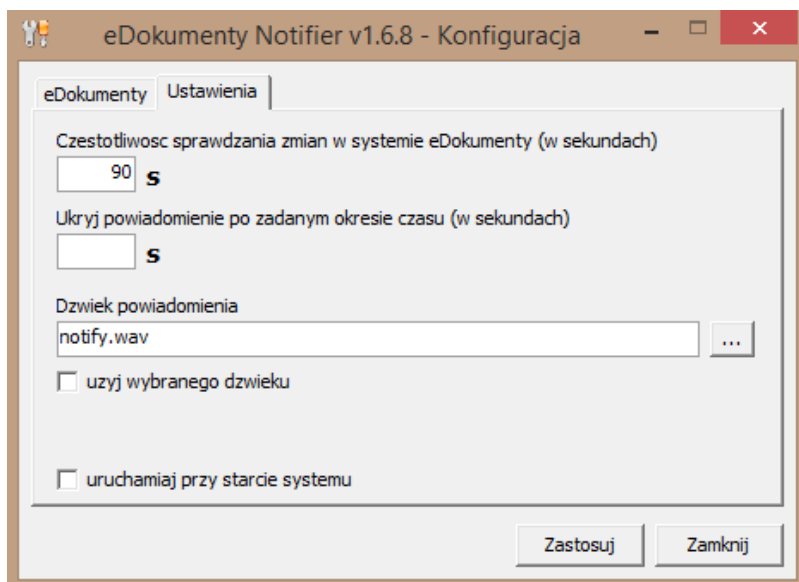 eDokumenty Notifier v1.6.8 - Konfiguracja
eDokumenty Ustawienia
Czestotliwosc sprawdzania zmian w systemie eDokumenty (w sekundach)
90 s
Ukryj powiadomienie po zadanym okresie czasu (w sekundach)
s
Dzwiek powiadomienia
notify.wav ...
uzyj wybranego dzwieku
uruchamiaj przy starcie systemu
Zastosuj Zamknij